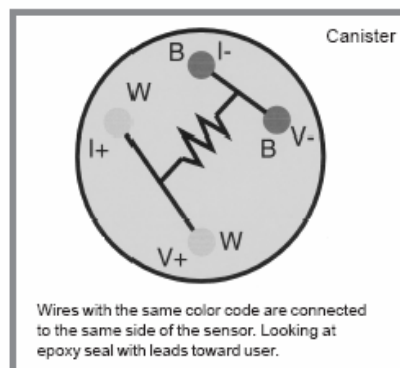 Canister
B I-
W
I+
V-
B
W
V+
Wires with the same color code are connected
to the same side of the sensor. Looking at
epoxy seal with leads toward user.